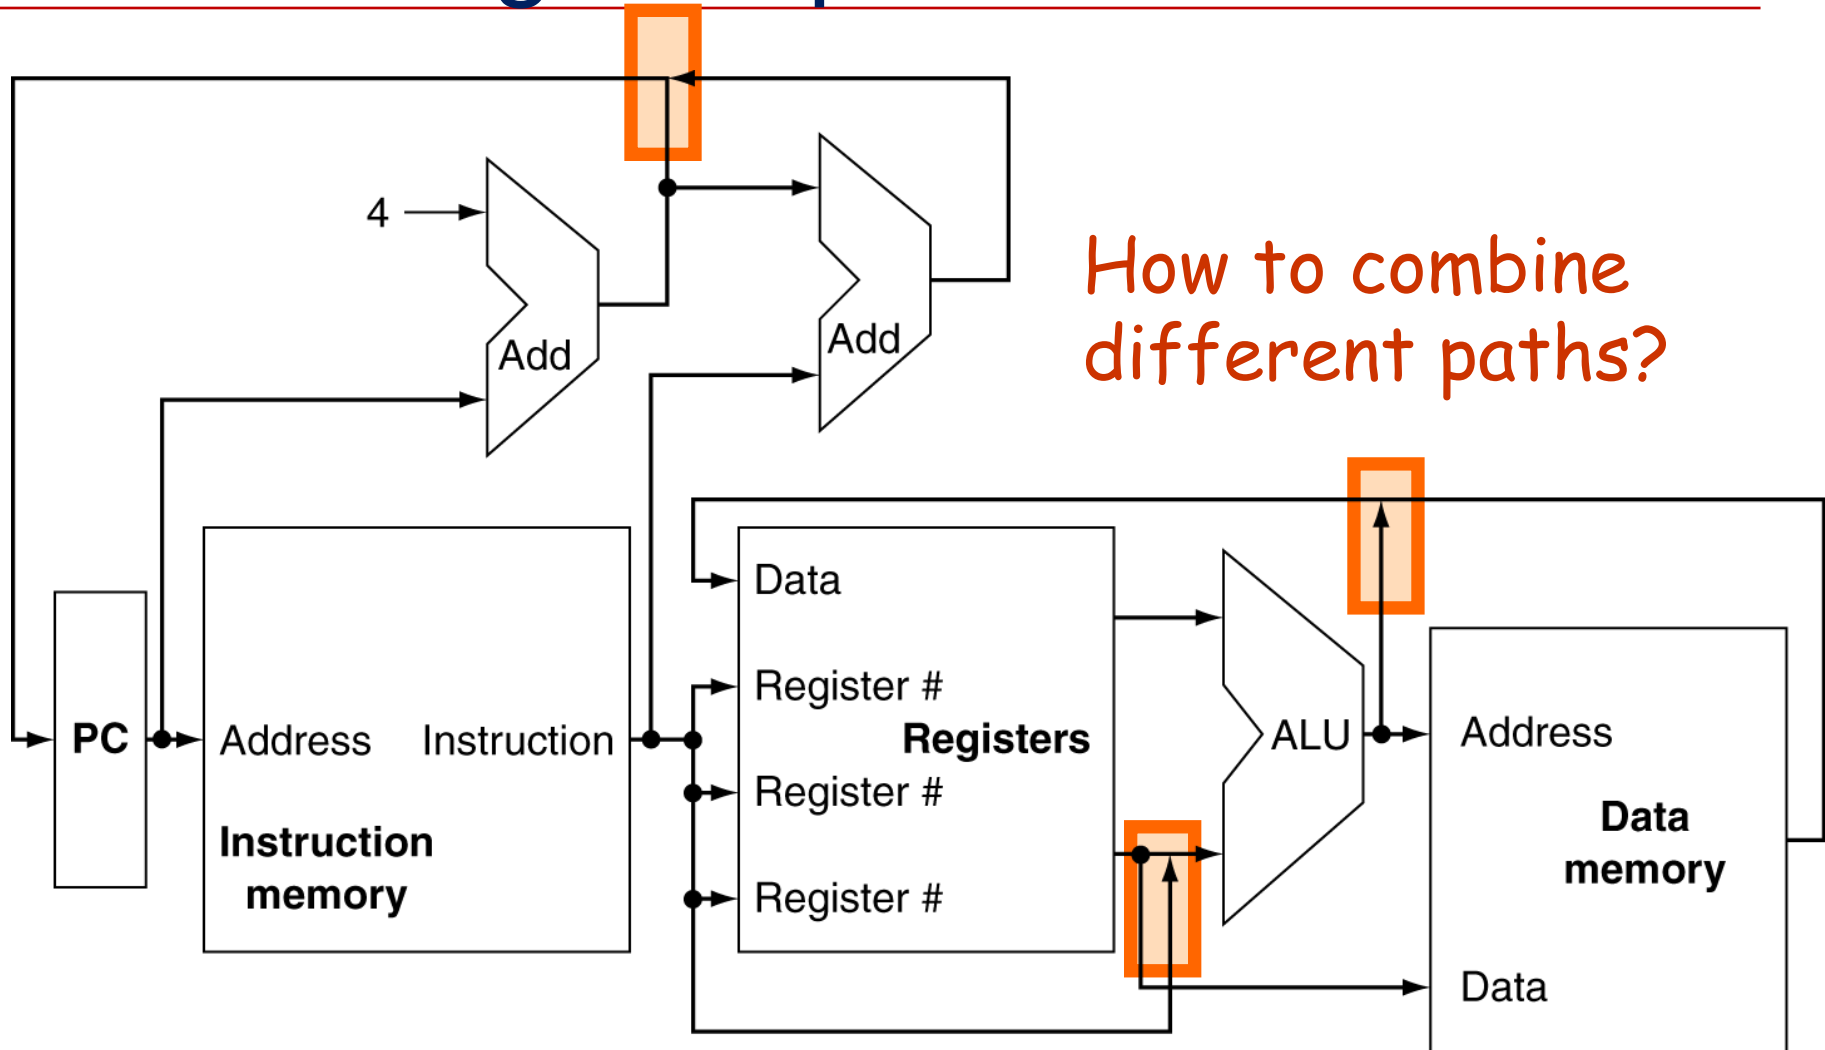 4
Add
Add
How to combine
different paths?
Data
Register #
PC
Address
Instruction
Registers
ALU
Address
Register #
Instruction
memory
Data
memory
Register #
Data